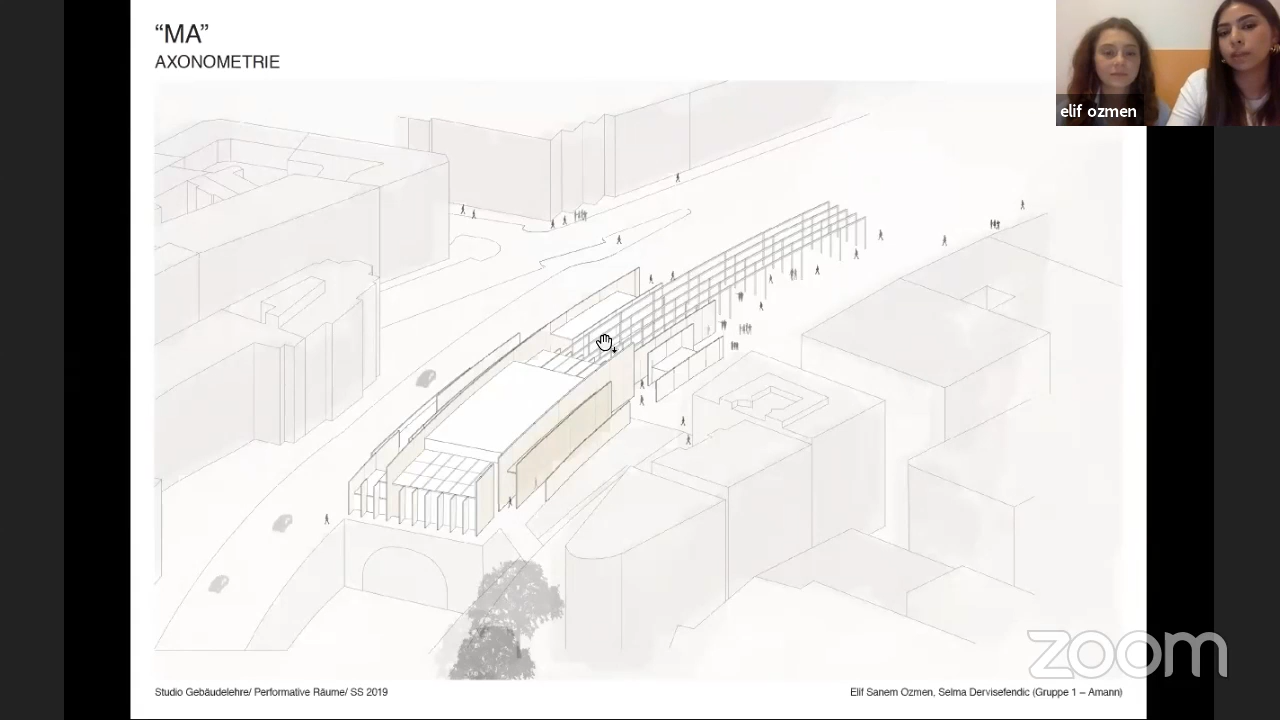 “MA”
AXONOMETRIE
elif ozmen
zoom
Studio Gebäudelehre/ Performative Räume/ SS 2019
Elif Sanem Ozmen, Selma Dervisefendic (Gruppe 1 – Amann)